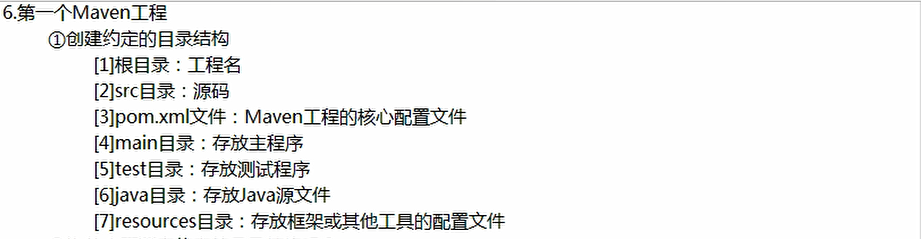 6.第一个Maven工程
①创建约定的目录结构
[1]根目录：工程名
[2]src目录：源码
[3]pom.xml文件：Maven工程的核心配置文件
[4]main目录：存放主程序
[5]test目录：存放测试程序
[6]java目录：存放Java源文件
[7]resources目录：存放框架或其他工具的配置文件